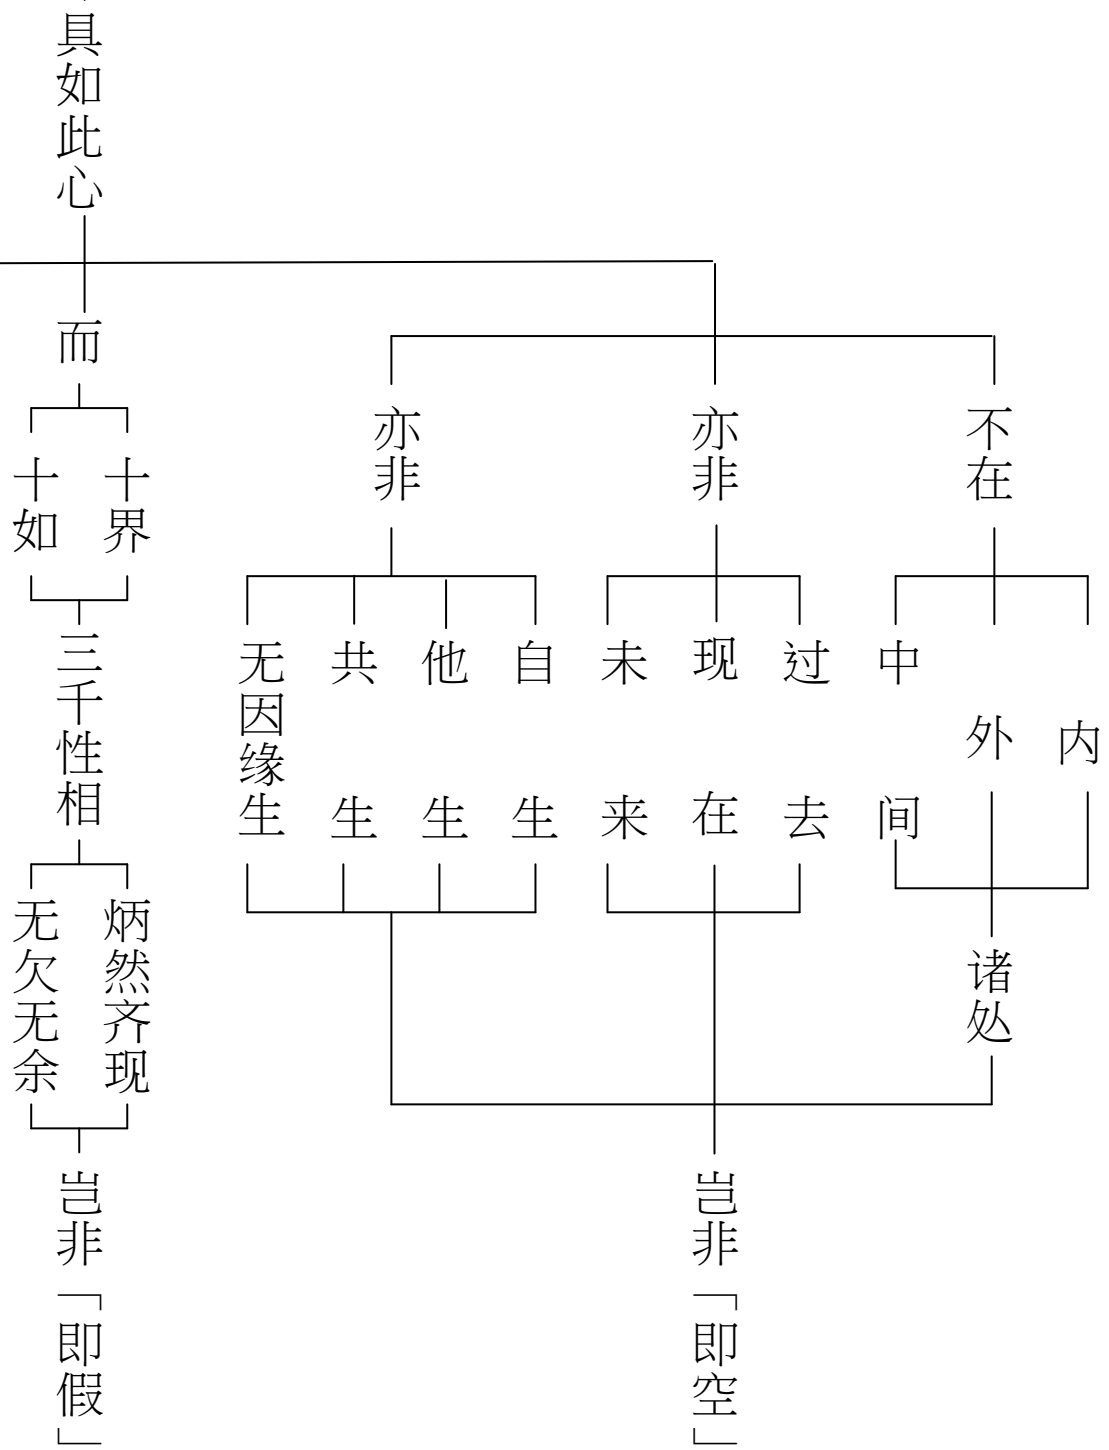 不在
内
外
中间
诸处
亦非
过去
现在
未来
亦非
自生
他生
共生
无因缘生
岂非「即空」
具如此心
而
十界
十如
三千性相
炳然齐现
无欠无余
岂非「即假」